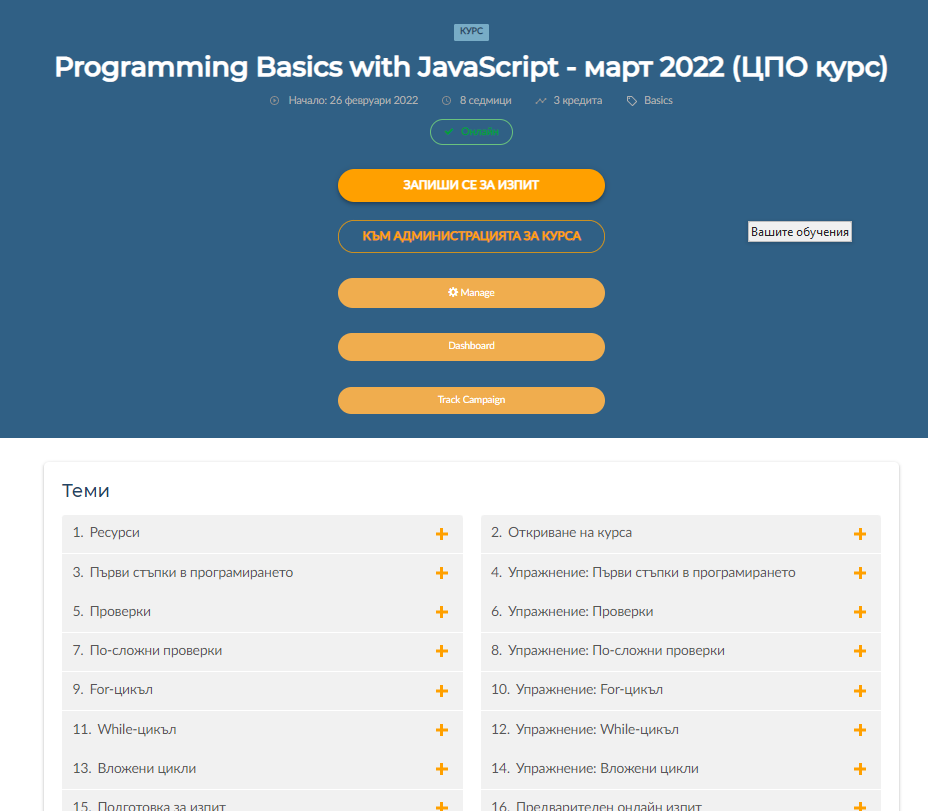 КУРС
Programming Basics with JavaScript - март 2022 (ЦПО курс)
Начало: 26 февруари 2022 8 седмици 3 кредита Basics
Онлайн
ЗАПИШИ СЕ ЗА ИЗПИТ
КЪМ АДМИНИСТРАЦИЯТА ЗА КУРСА
Вашите обучения
Manage
Dashboard
Track Campaign
Теми
1. Ресурси
2. Откриване на курса
3. Първи стъпки в програмирането
4. Упражнение: Първи стъпки в програмирането
5. Проверки
6. Упражнение: Проверки
7. По-сложни проверки
8. Упражнение: По-сложни проверки
9. For-цикъл
10. Упражнение: For-цикъл
11. While-цикъл
12. Упражнение: While-цикъл
13. Вложени цикли
14. Упражнение: Вложени цикли
15. Подготовка за изпит
16. Предварителен онлайн изпит